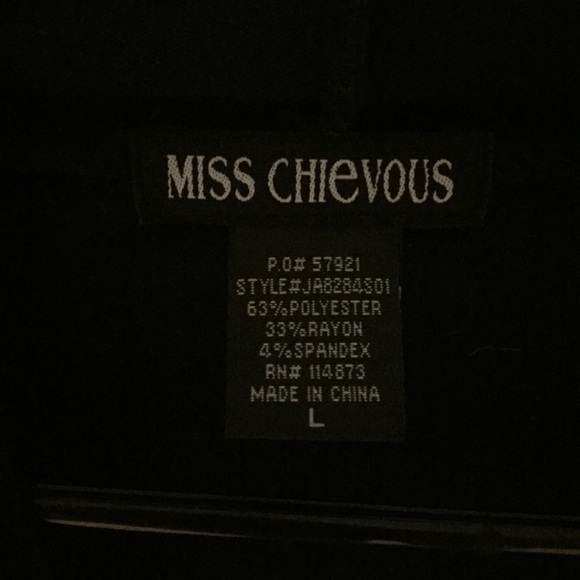 MISS CHIeVOUS
P.O# 57921
STYLE#JA8284S01
63%POLYESTER
33%RAYON
4%SPANDEX
RN# 114873
MADE IN CHINA
L